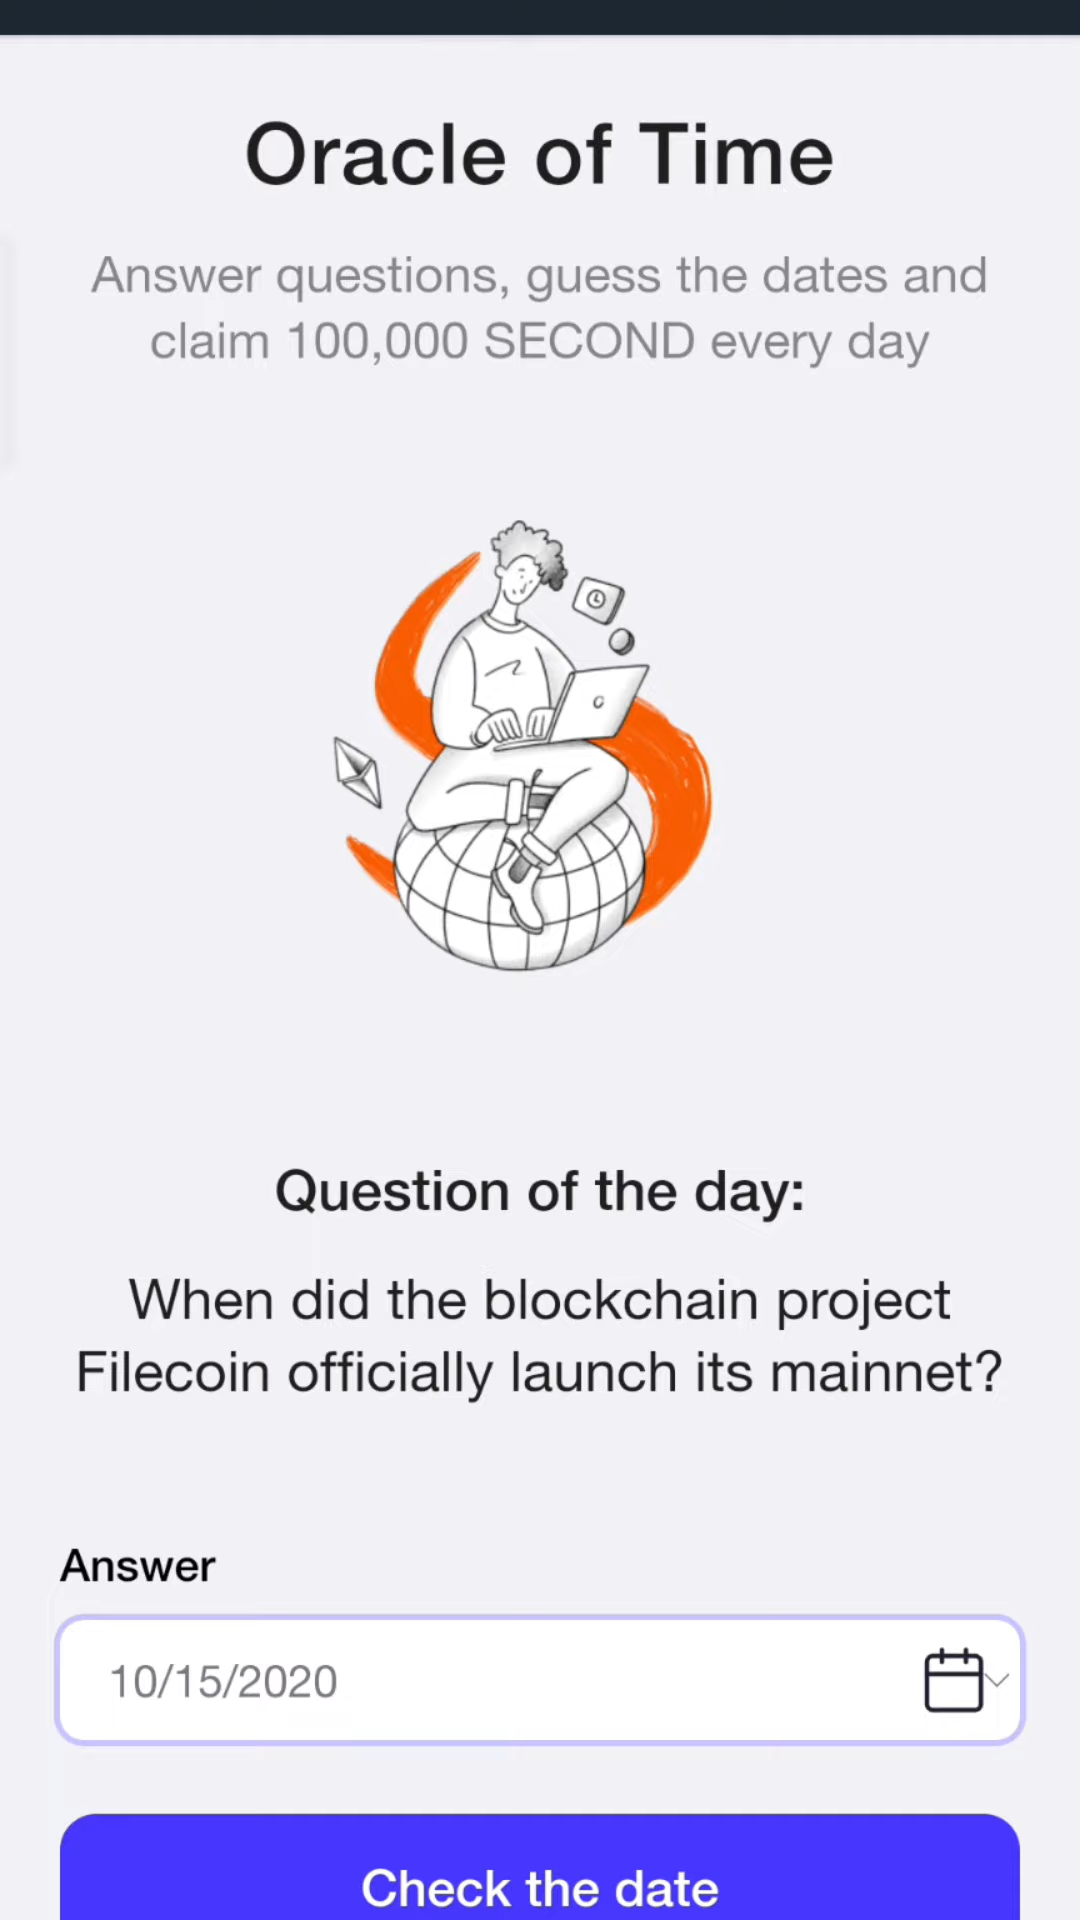 Oracle of Time
Answer questions, guess the dates and
claim 100,000 SECOND every day
Question of the day:
When did the blockchain project
Filecoin officially launch its mainnet?
Answer
10/15/2020
Check the date